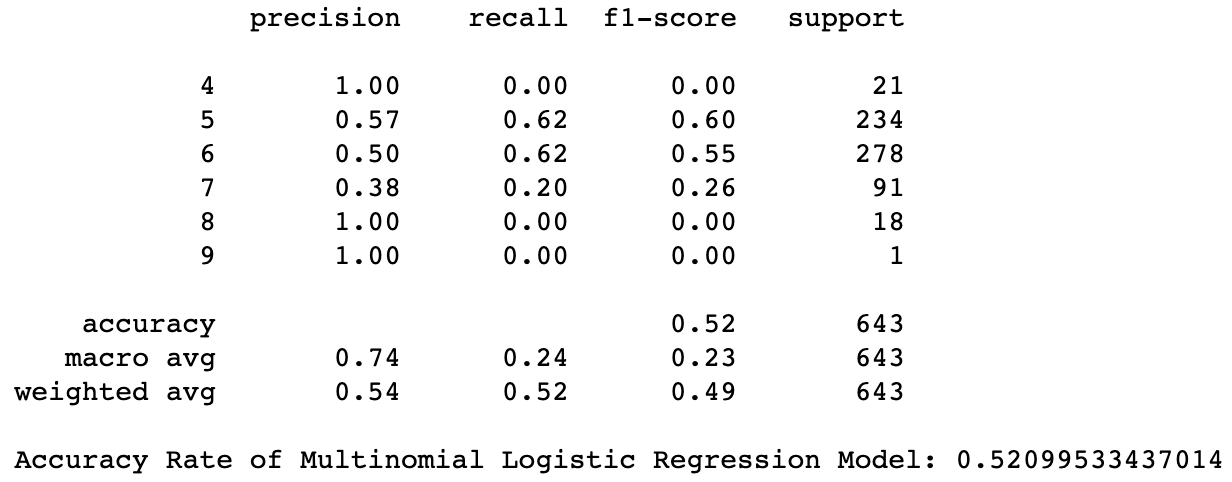 precision recall f1-score support
4 1.00 0.00 0.00 21
5 0.57 0.62 0.60 234
6 0.50 0.62 0.55 278
7 0.38 0.20 0.26 91
8 1.00 0.00 0.00 18
9 1.00 0.00 0.00 1
accuracy 0.52 643
macro avg 0.74 0.24 0.23 643
weighted avg 0.54 0.52 0.49 643
Accuracy Rate of Multinomial Logistic Regression Model: 0.52099533437014